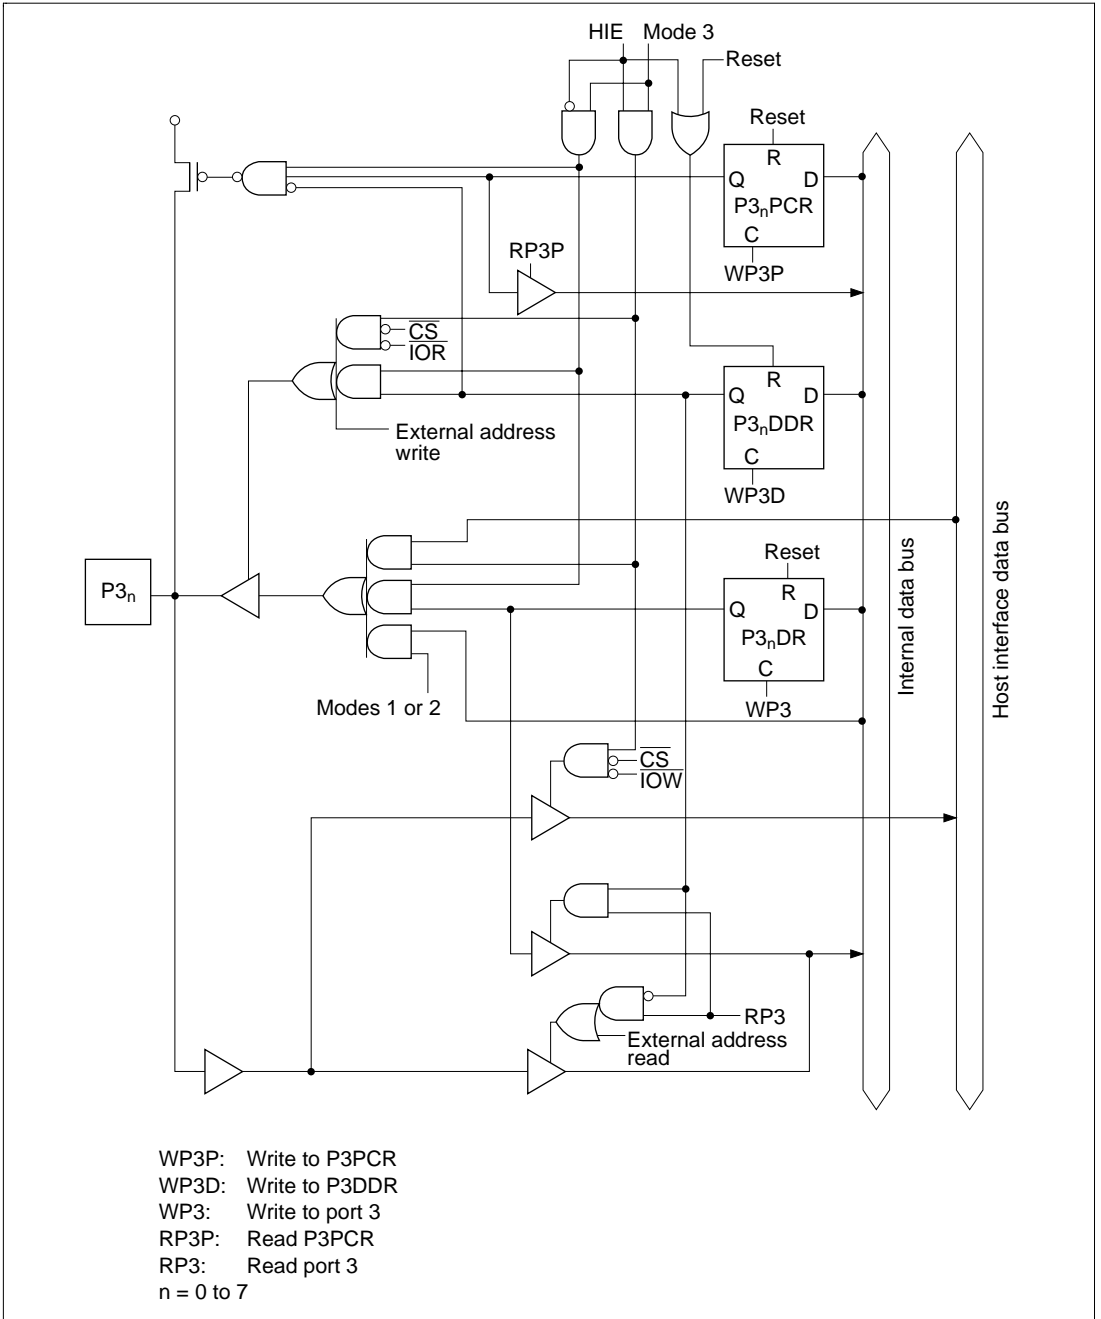 HIE Mode 3
Reset
Reset
R
Q D
P3nPCR
C
WP3P
RP3P
CS
IOR
R
Q D
P3nDDR
C
WP3D
External address
write
Reset
R
Q D
P3nDR
C
WP3
P3n
Modes 1 or 2
Internal data bus
Host interface data bus
CS
IOW
RP3
External address
read
WP3P: Write to P3PCR
WP3D: Write to P3DDR
WP3: Write to port 3
RP3P: Read P3PCR
RP3: Read port 3
n = 0 to 7